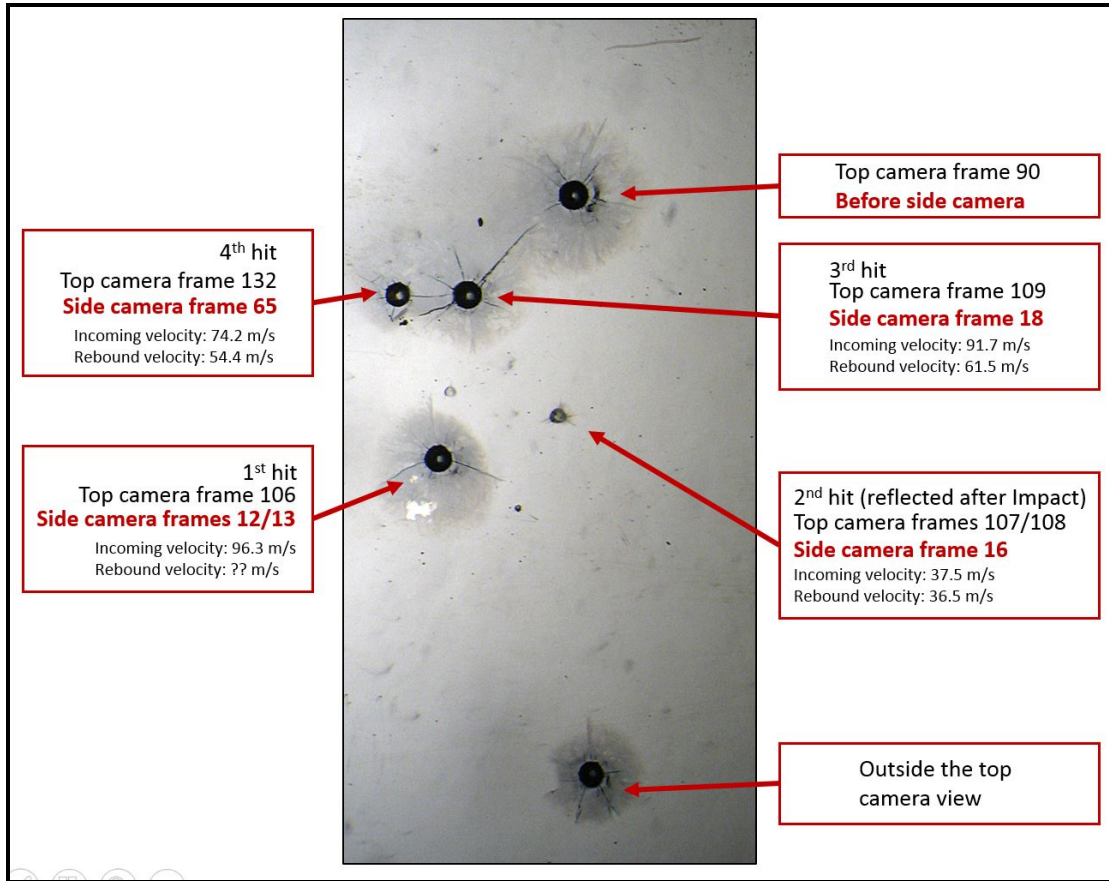 Top camera frame 90
Before side camera
4th hit
Top camera frame 132
Side camera frame 65
Incoming velocity: 74.2 m/s
Rebound velocity: 54.4 m/s
3rd hit
Top camera frame 109
Side camera frame 18
Incoming velocity: 91.7 m/s
Rebound velocity: 61.5 m/s
1st hit
Top camera frame 106
Side camera frames 12/13
Incoming velocity: 96.3 m/s
Rebound velocity: ?? m/s
2nd hit (reflected after Impact)
Top camera frames 107/108
Side camera frame 16
Incoming velocity: 37.5 m/s
Rebound velocity: 36.5 m/s
Outside the top
camera view